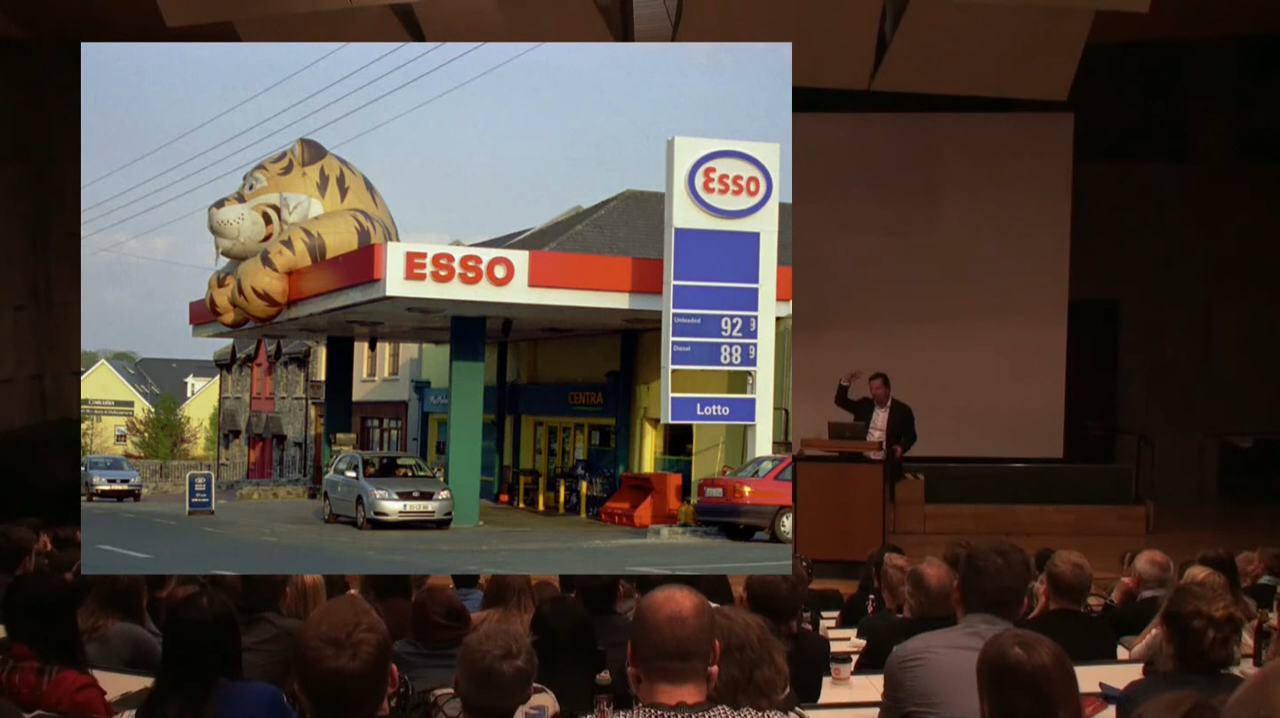 Esso
ESSO
Unleaded 92 9
Diesel 88 9
CENTRA
Lotto